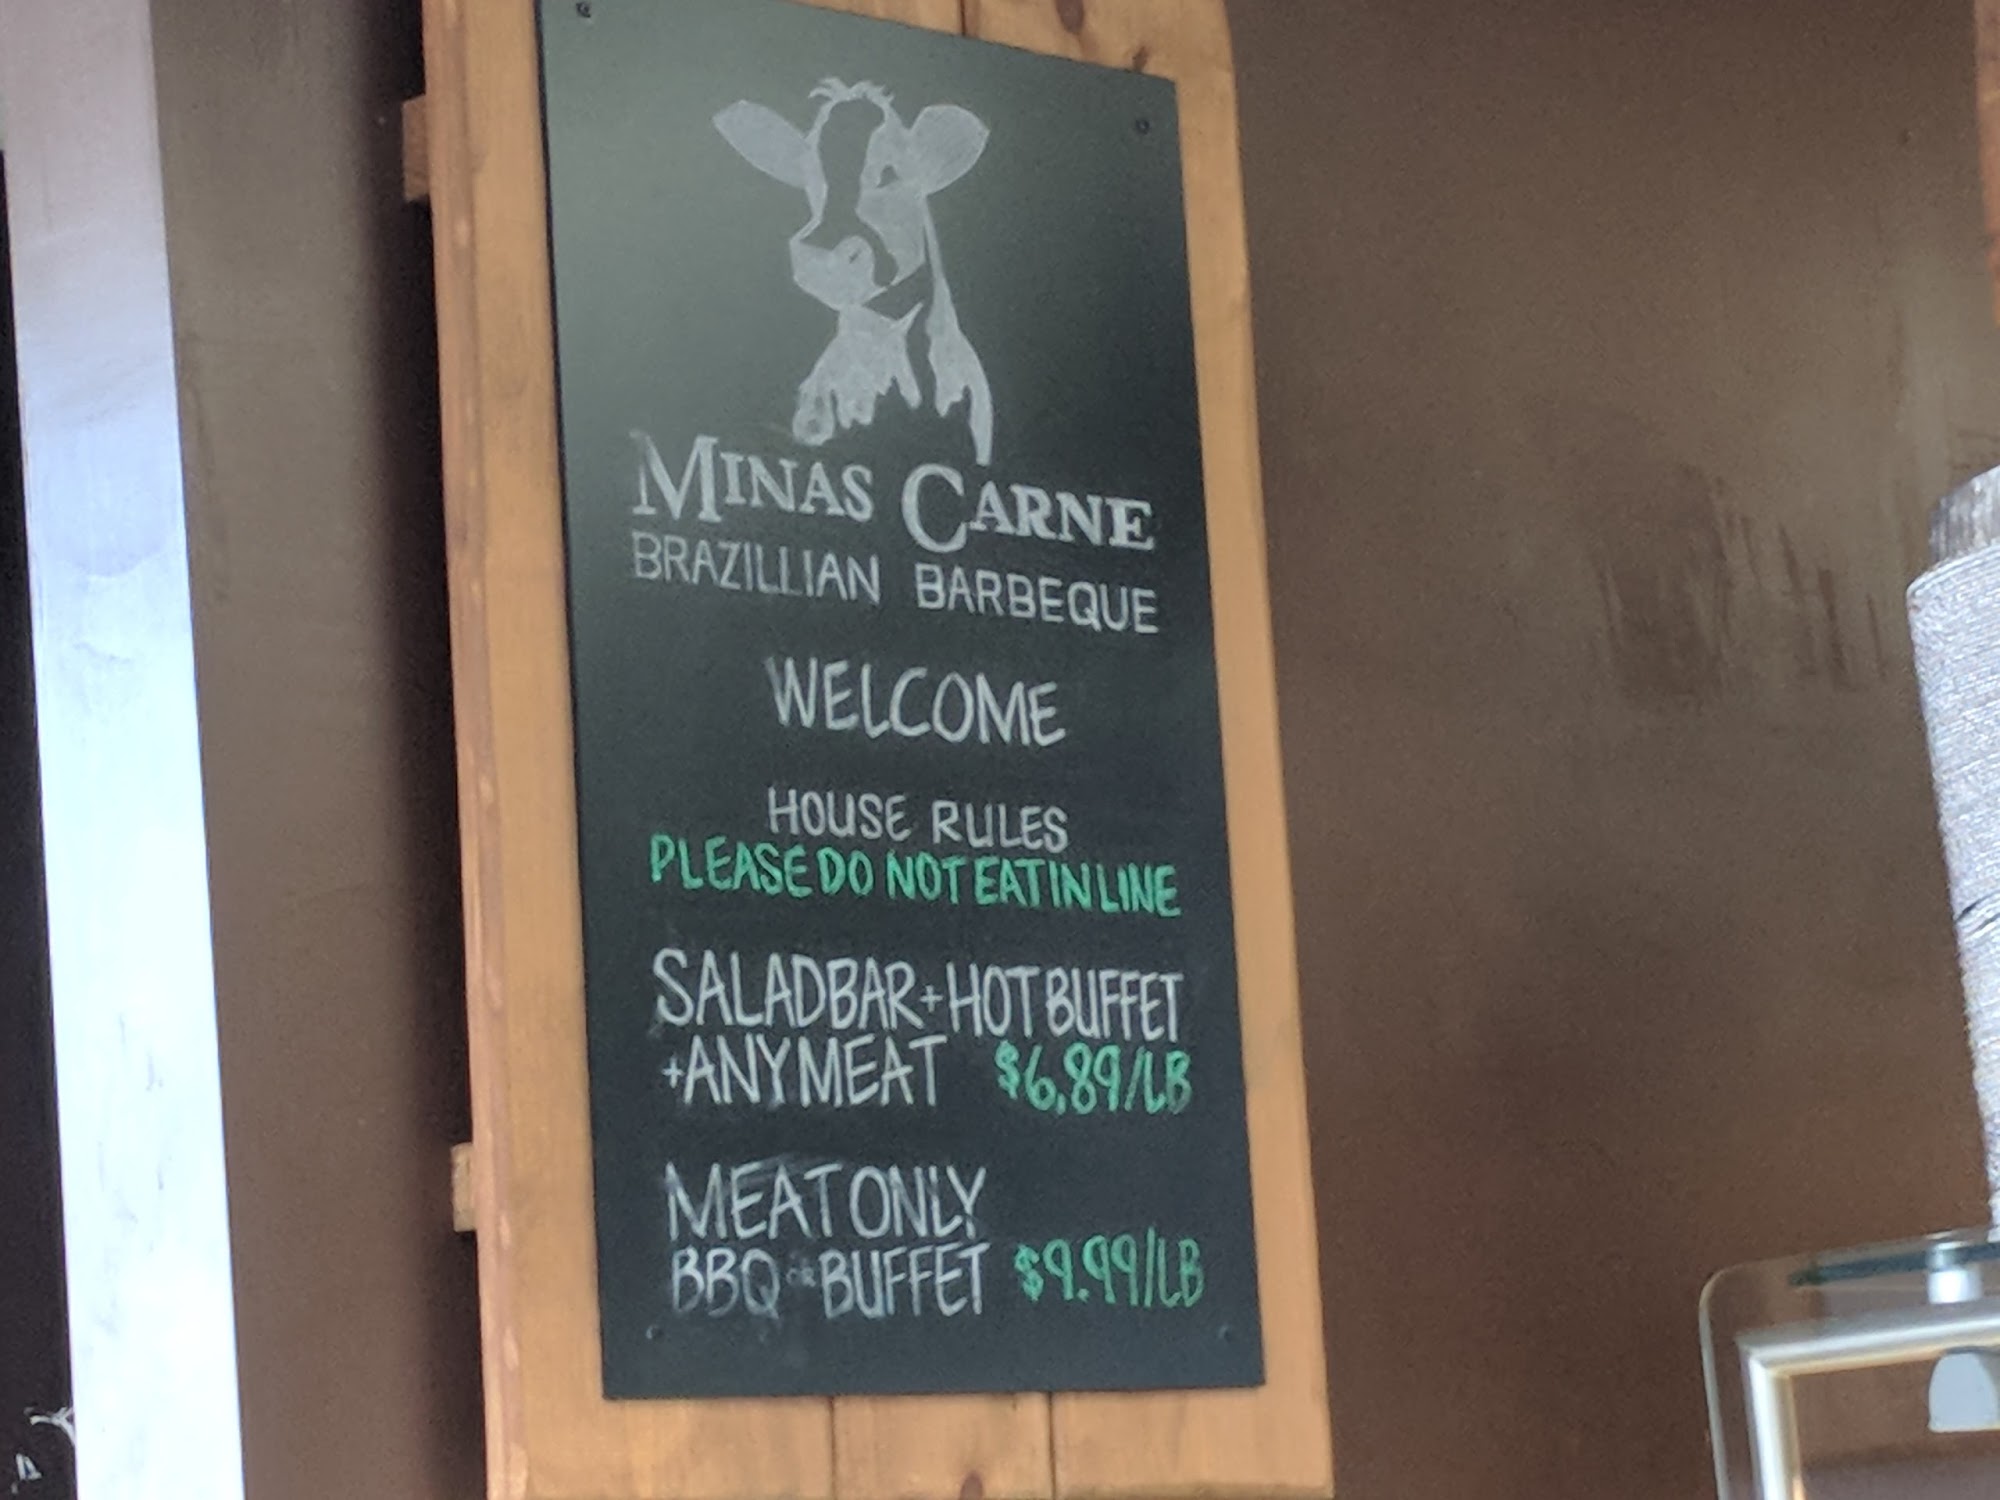 MINAS CARNE
BRAZILLIAN BARBEQUE
WELCOME
HOUSE RULES
PLEASE DO NOT EAT IN LINE
SALADBAR + HOT BUFFET
+ ANY MEAT $6.89/LB
MEAT ONLY
BBQ OR BUFFET $9.99/LB